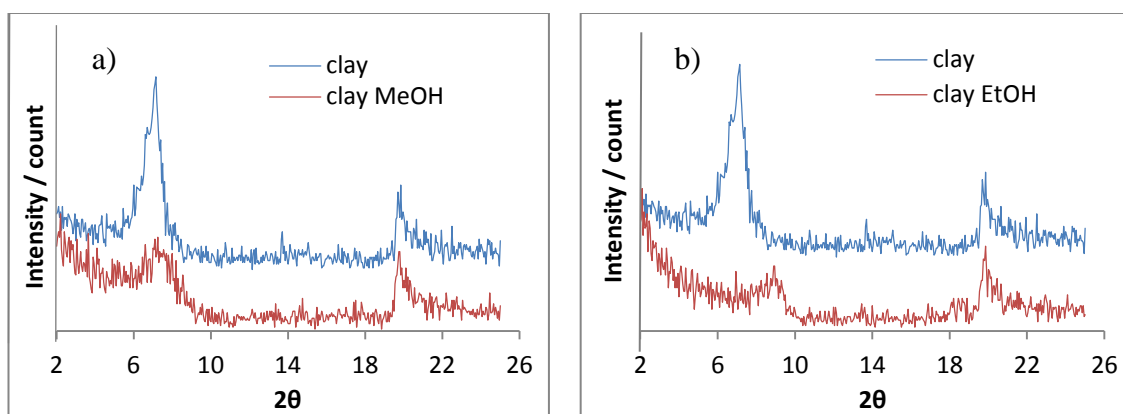 a)
clay
clay MeOH
Intensity / count
2 6 10 14 18 22 26
2θ
b)
clay
clay EtOH
Intensity / count
2 6 10 14 18 22 26
2θ